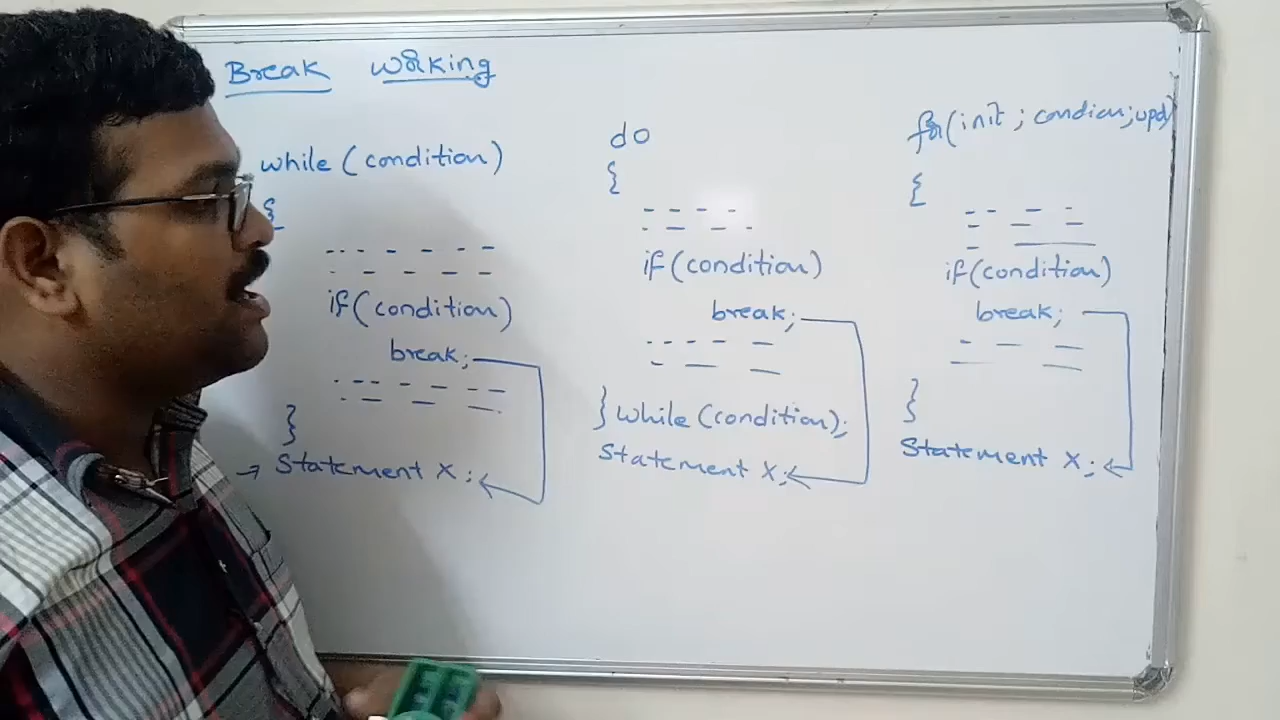 Break working
while (condition)
{
if (condition)
break;
}
→ Statement X;
do
{
if (condition)
break;
} while (condition);
Statement X;
for (init ; condion; upd)
{
if (condition)
break;
}
Statement X;